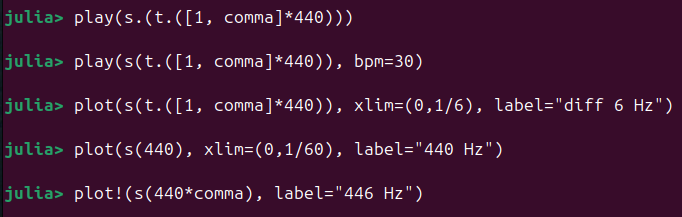 julia> play(s.(t.([1, comma]*440)))
julia> play(s(t.([1, comma]*440)), bpm=30)
julia> plot(s(t.([1, comma]*440)), xlim=(0,1/6), label="diff 6 Hz")
julia> plot(s(440), xlim=(0,1/60), label="440 Hz")
julia> plot!(s(440*comma), label="446 Hz")